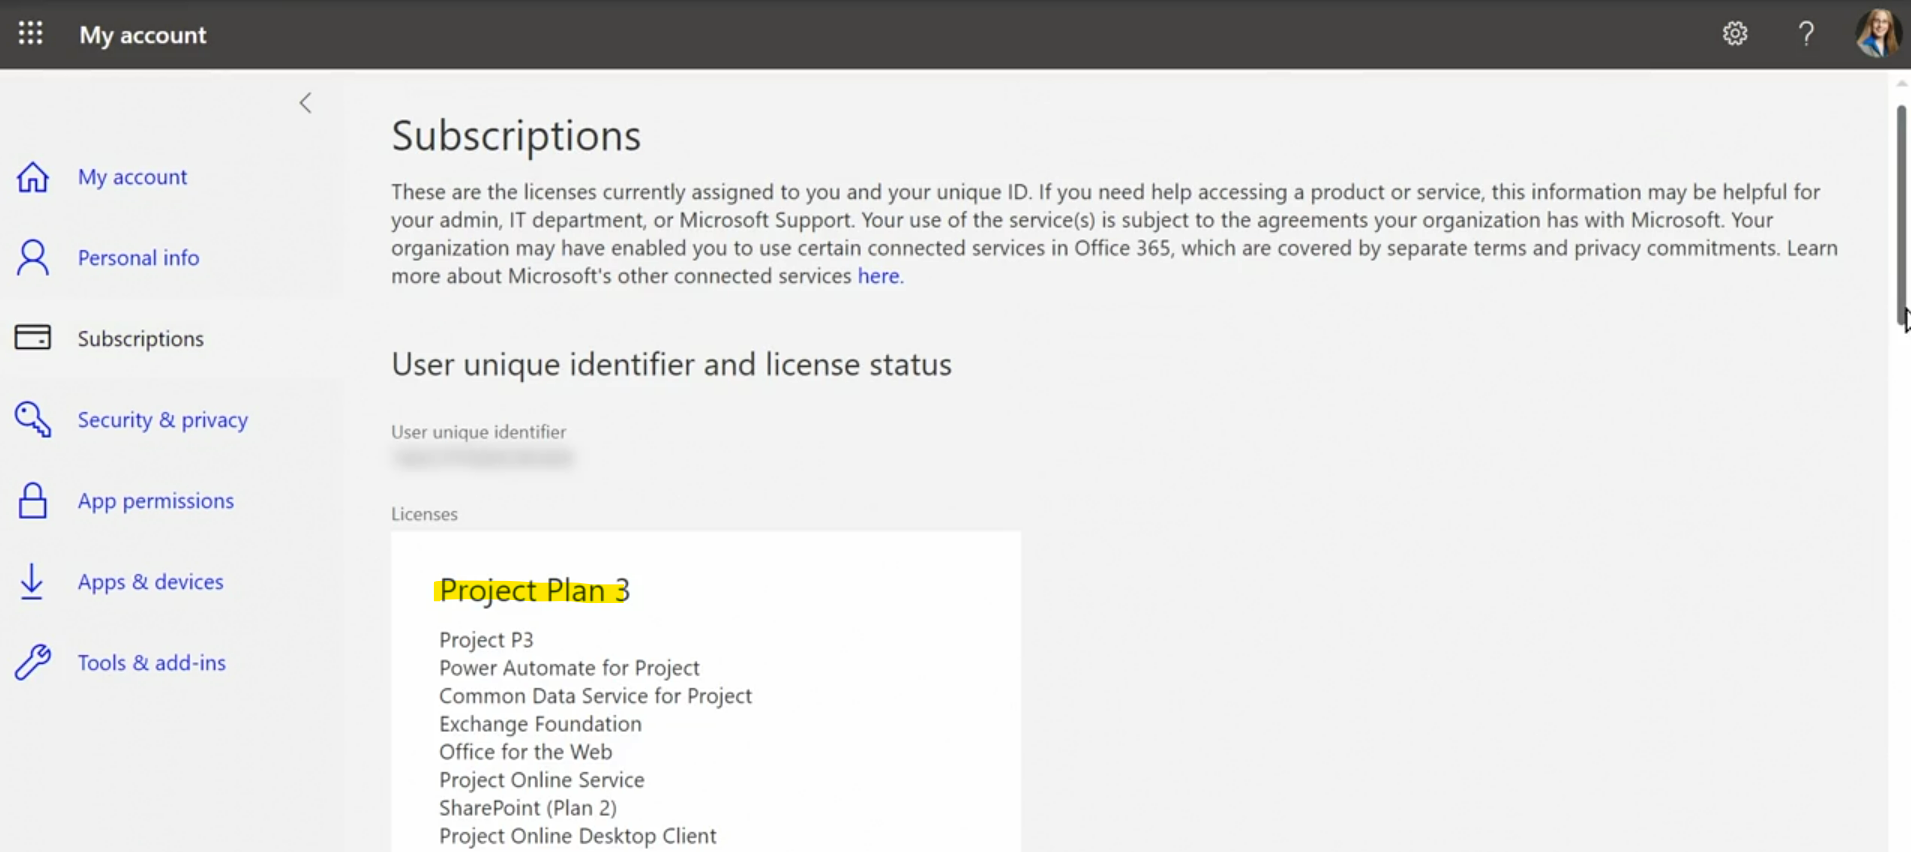 My account
?
My account
Personal info
Subscriptions
Security & privacy
App permissions
Apps & devices
Tools & add-ins
Subscriptions
These are the licenses currently assigned to you and your unique ID. If you need help accessing a product or service, this information may be helpful for
your admin, IT department, or Microsoft Support. Your use of the service(s) is subject to the agreements your organization has with Microsoft. Your
organization may have enabled you to use certain connected services in Office 365, which are covered by separate terms and privacy commitments. Learn
more about Microsoft's other connected services here.
User unique identifier and license status
User unique identifier
Licenses
Project Plan 3
Project P3
Power Automate for Project
Common Data Service for Project
Exchange Foundation
Office for the Web
Project Online Service
SharePoint (Plan 2)
Project Online Desktop Client